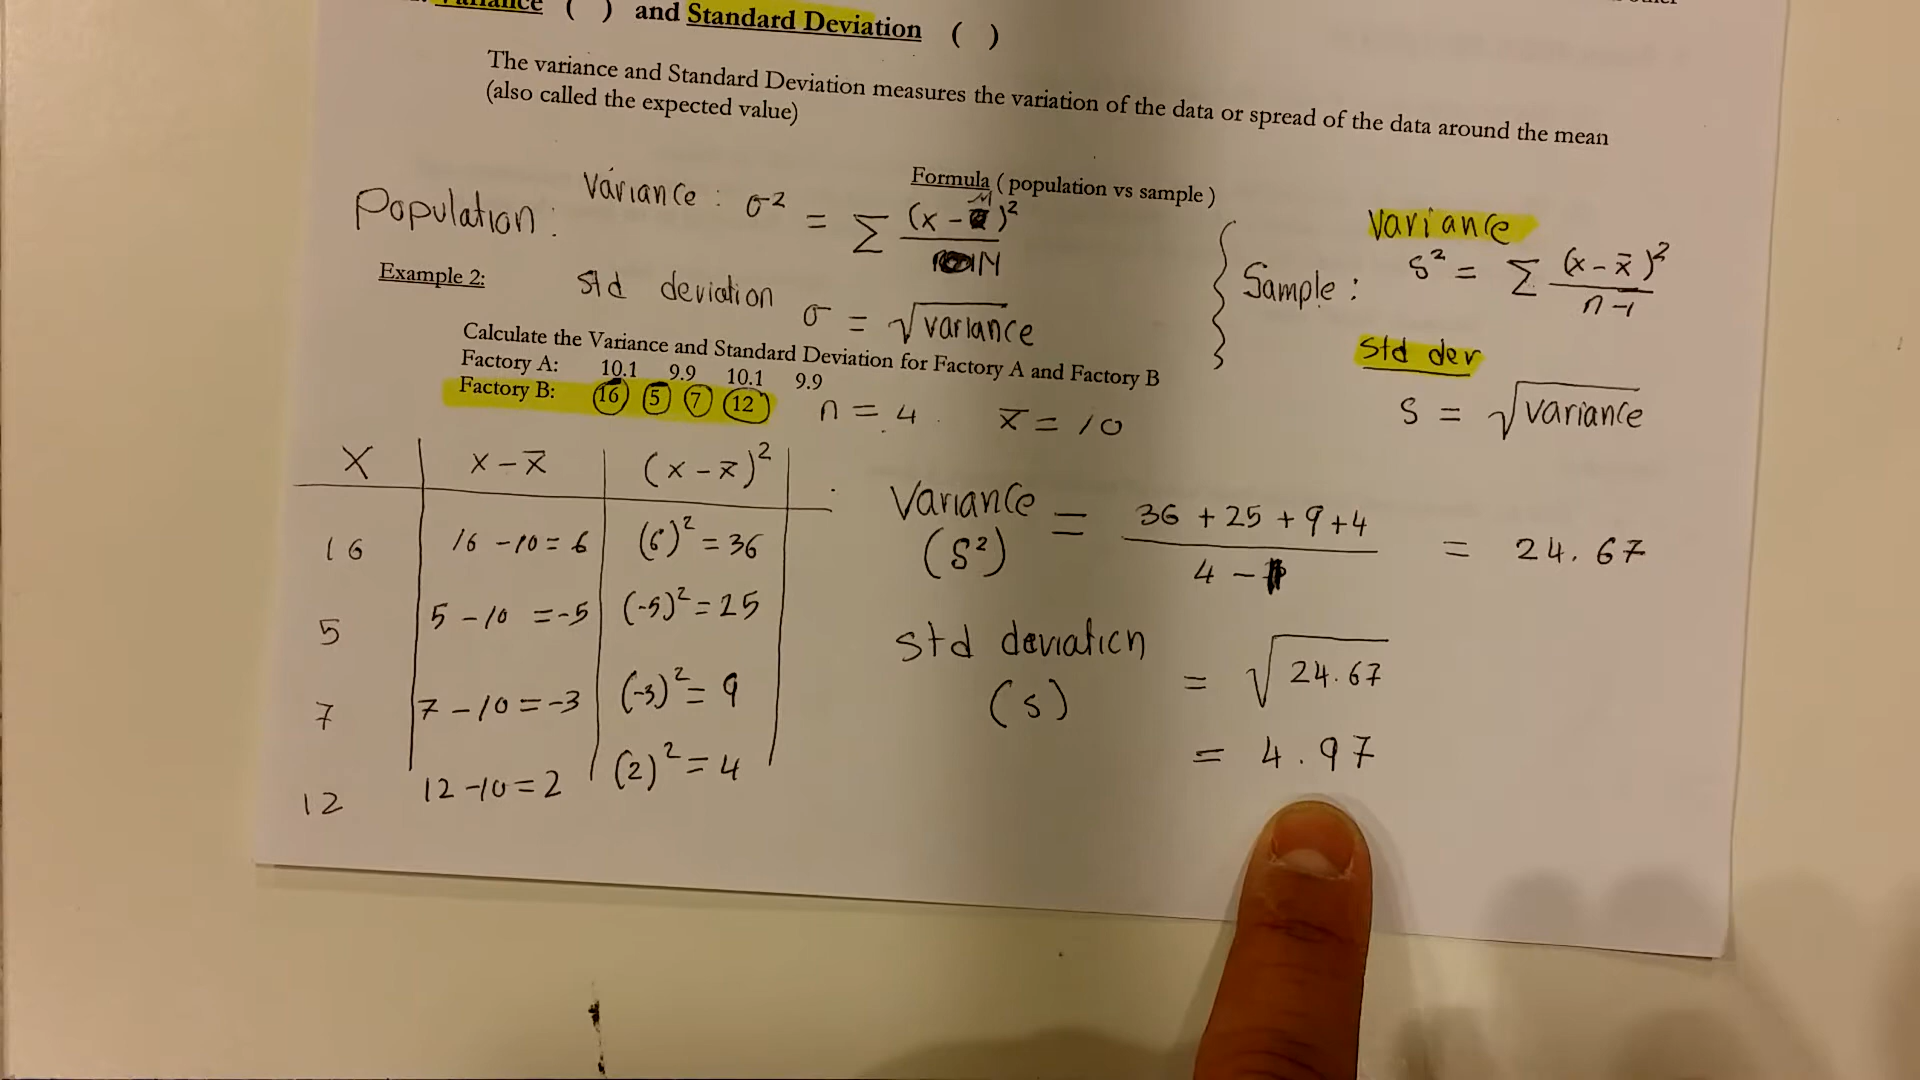 Variance ( ) and Standard Deviation ( )
The variance and Standard Deviation measures the variation of the data or spread of the data around the mean
(also called the expected value)
Formula ( population vs sample )
Population: Variance : σ² = Σ (x - μ)² / N
Std deviation σ = √variance
Sample :
Variance
s² = Σ (x - x̄)² / n-1
std dev
s = √variance
Example 2:
Calculate the Variance and Standard Deviation for Factory A and Factory B
Factory A: 10.1 9.9 10.1 9.9
Factory B: 16 5 7 12 n = 4 x̄ = 10
X x - x̄ (x - x̄)²
16 16 - 10 = 6 (6)² = 36
5 5 - 10 = -5 (-5)² = 25
7 7 - 10 = -3 (-3)² = 9
12 12 - 10 = 2 (2)² = 4
Variance (S²) = 36 + 25 + 9 + 4 / 4 - 1 = 24.67
std deviation (s) = √24.67
= 4.97